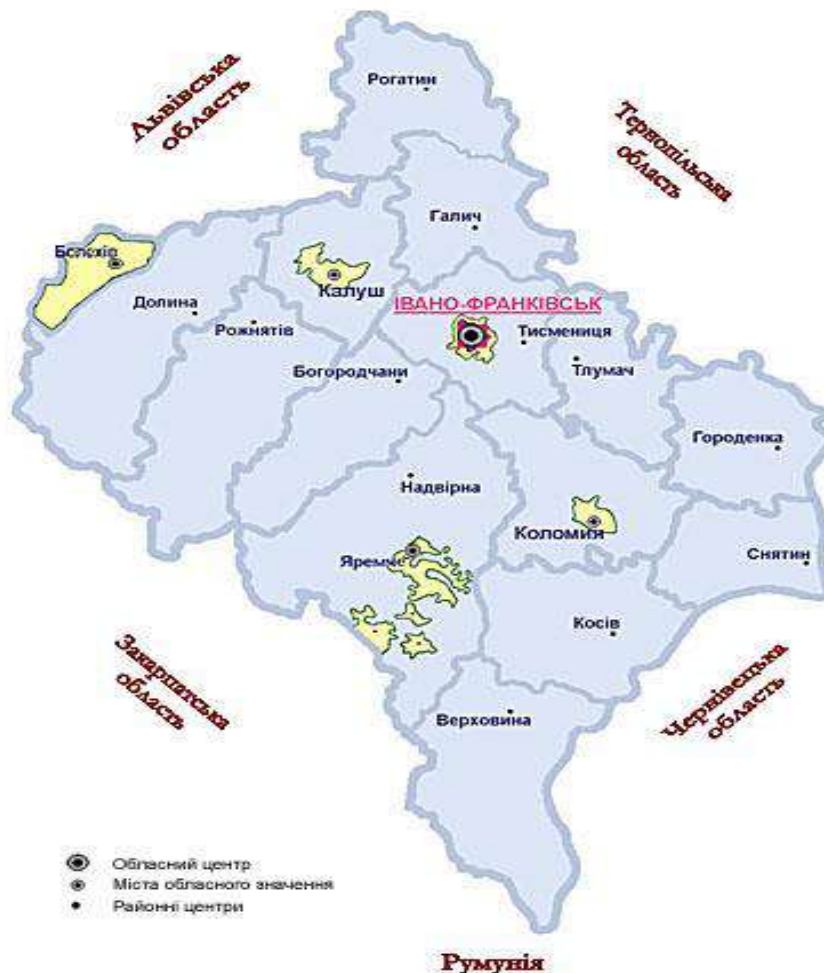 Львівська
область
Рогатин
Тернопільська
область
Галич
Болехів
Калуш
Долина
ІВАНО-ФРАНКІВСЬК
Рожнятів
Тисмениця
Богородчани
Тлумач
Городенка
Надвірна
Коломия
Снятин
Яремче
Косів
Закарпатська
область
Чернівецька
область
Верховина
Обласний центр
Міста обласного значення
Районні центри
Румунія